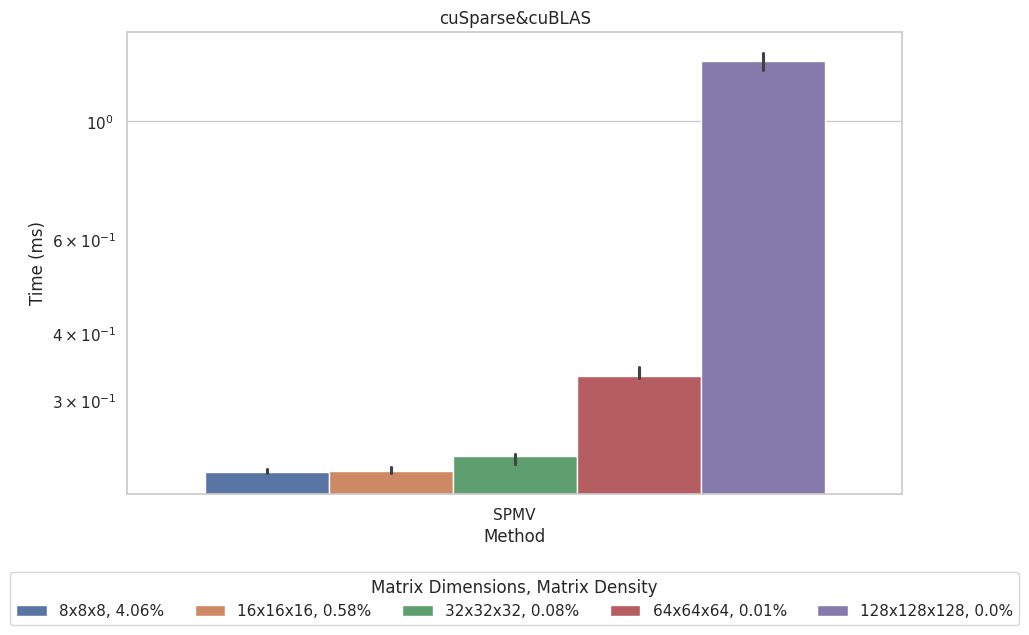 cuSparse&cuBLAS
10⁰
6 × 10⁻¹
4 × 10⁻¹
3 × 10⁻¹
Time (ms)
SPMV
Method
Matrix Dimensions, Matrix Density
8x8x8, 4.06% 16x16x16, 0.58% 32x32x32, 0.08% 64x64x64, 0.01% 128x128x128, 0.0%